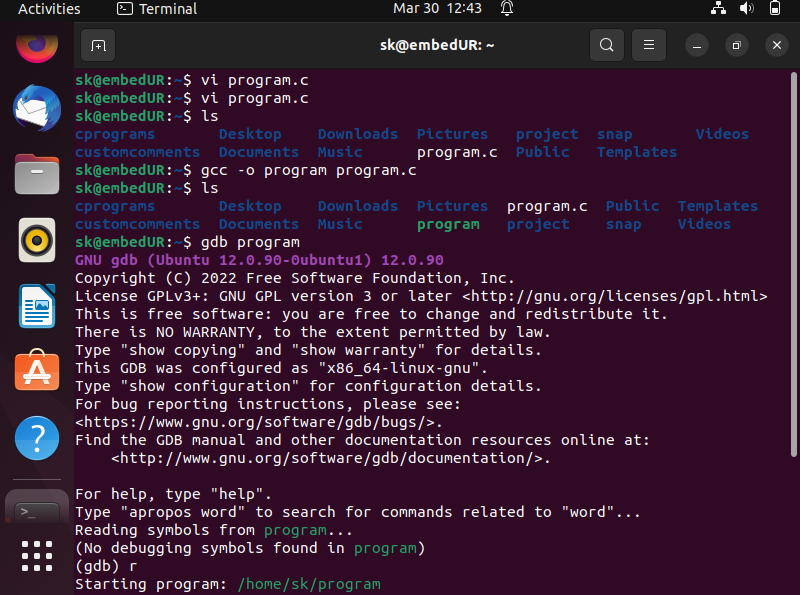 Activities Terminal Mar 30 12:43
sk@embedUR: ~
sk@embedUR:~$ vi program.c
sk@embedUR:~$ vi program.c
sk@embedUR:~$ ls
cprograms Desktop Downloads Pictures project snap Videos
customcomments Documents Music program.c Public Templates
sk@embedUR:~$ gcc -o program program.c
sk@embedUR:~$ ls
cprograms Desktop Downloads Pictures program.c Public Templates
customcomments Documents Music program project snap Videos
sk@embedUR:~$ gdb program
GNU gdb (Ubuntu 12.0.90-0ubuntu1) 12.0.90
Copyright (C) 2022 Free Software Foundation, Inc.
License GPLv3+: GNU GPL version 3 or later <http://gnu.org/licenses/gpl.html>
This is free software: you are free to change and redistribute it.
There is NO WARRANTY, to the extent permitted by law.
Type "show copying" and "show warranty" for details.
This GDB was configured as "x86_64-linux-gnu".
Type "show configuration" for configuration details.
For bug reporting instructions, please see:
<https://www.gnu.org/software/gdb/bugs/>.
Find the GDB manual and other documentation resources online at:
<http://www.gnu.org/software/gdb/documentation/>.
For help, type "help".
Type "apropos word" to search for commands related to "word"...
Reading symbols from program...
(No debugging symbols found in program)
(gdb) r
Starting program: /home/sk/program